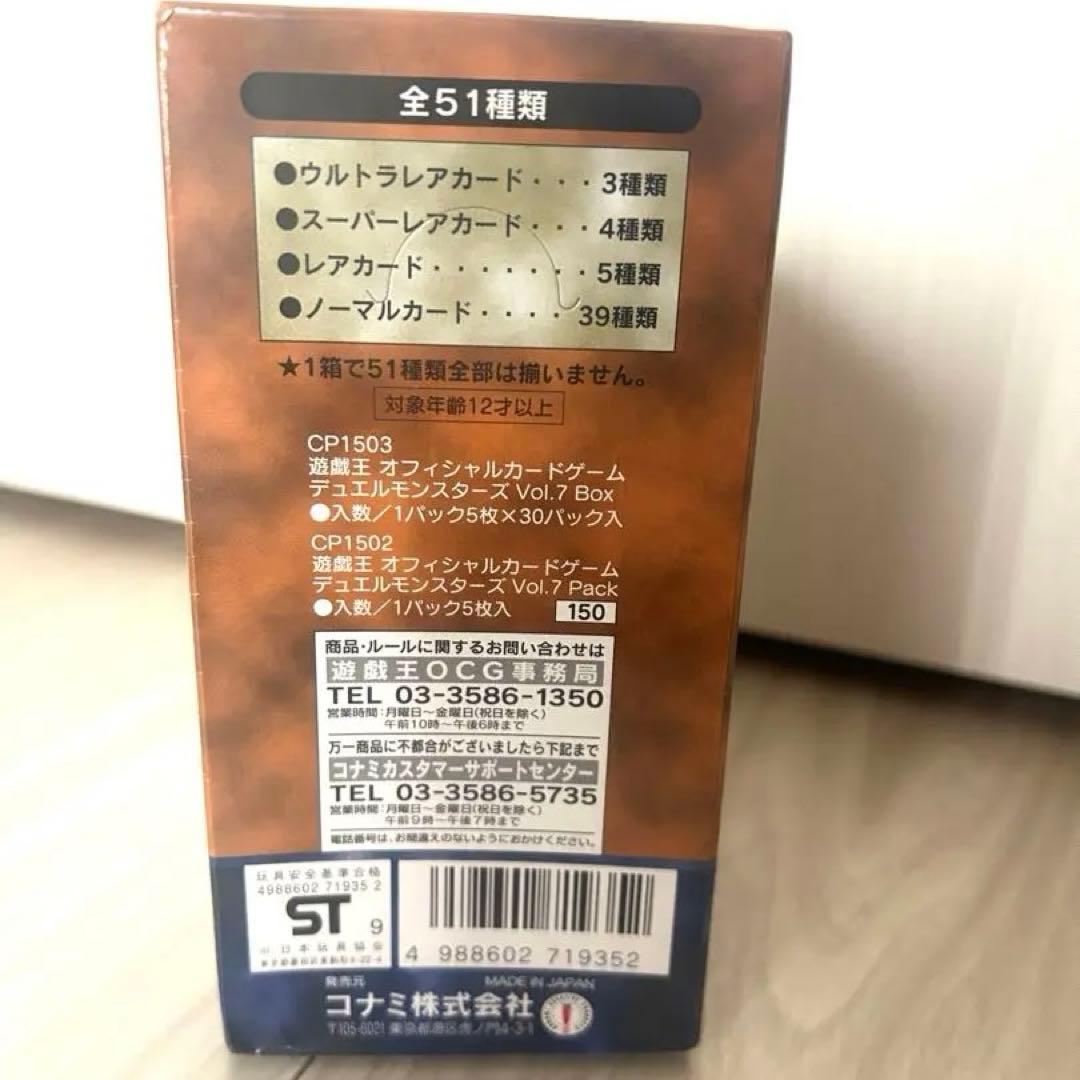 全51種類
●ウルトラレアカード・・・3種類
●スーパーレアカード・・・4種類
●レアカード・・・・・・・5種類
●ノーマルカード・・・・39種類
★1箱で51種類全部は揃いません。
対象年齢12才以上
CP1503
遊戯王 オフィシャルカードゲーム
デュエルモンスターズ Vol.7 Box
●入数/1パック5枚×30パック入
CP1502
遊戯王 オフィシャルカードゲーム
デュエルモンスターズ Vol.7 Pack
●入数/1パック5枚入 150
商品・ルールに関するお問い合わせは
遊戯王OCG事務局
TEL 03-3586-1350
営業時間:月曜日〜金曜日(祝日を除く)
午前10時〜午後6時まで
万一商品に不都合がございましたら下記まで
コナミカスタマーサポートセンター
TEL 03-3586-5735
営業時間:月曜日〜金曜日(祝日を除く)
午前9時〜午後7時まで
電話番号は、お間違えのないようにおかけください。
玩具安全基準合格
4988602 71935 2
ST 9
日本玩具協会
4 988602 719352
発売元
MADE IN JAPAN
コナミ株式会社
〒105-6021 東京都港区虎ノ門4-3-1